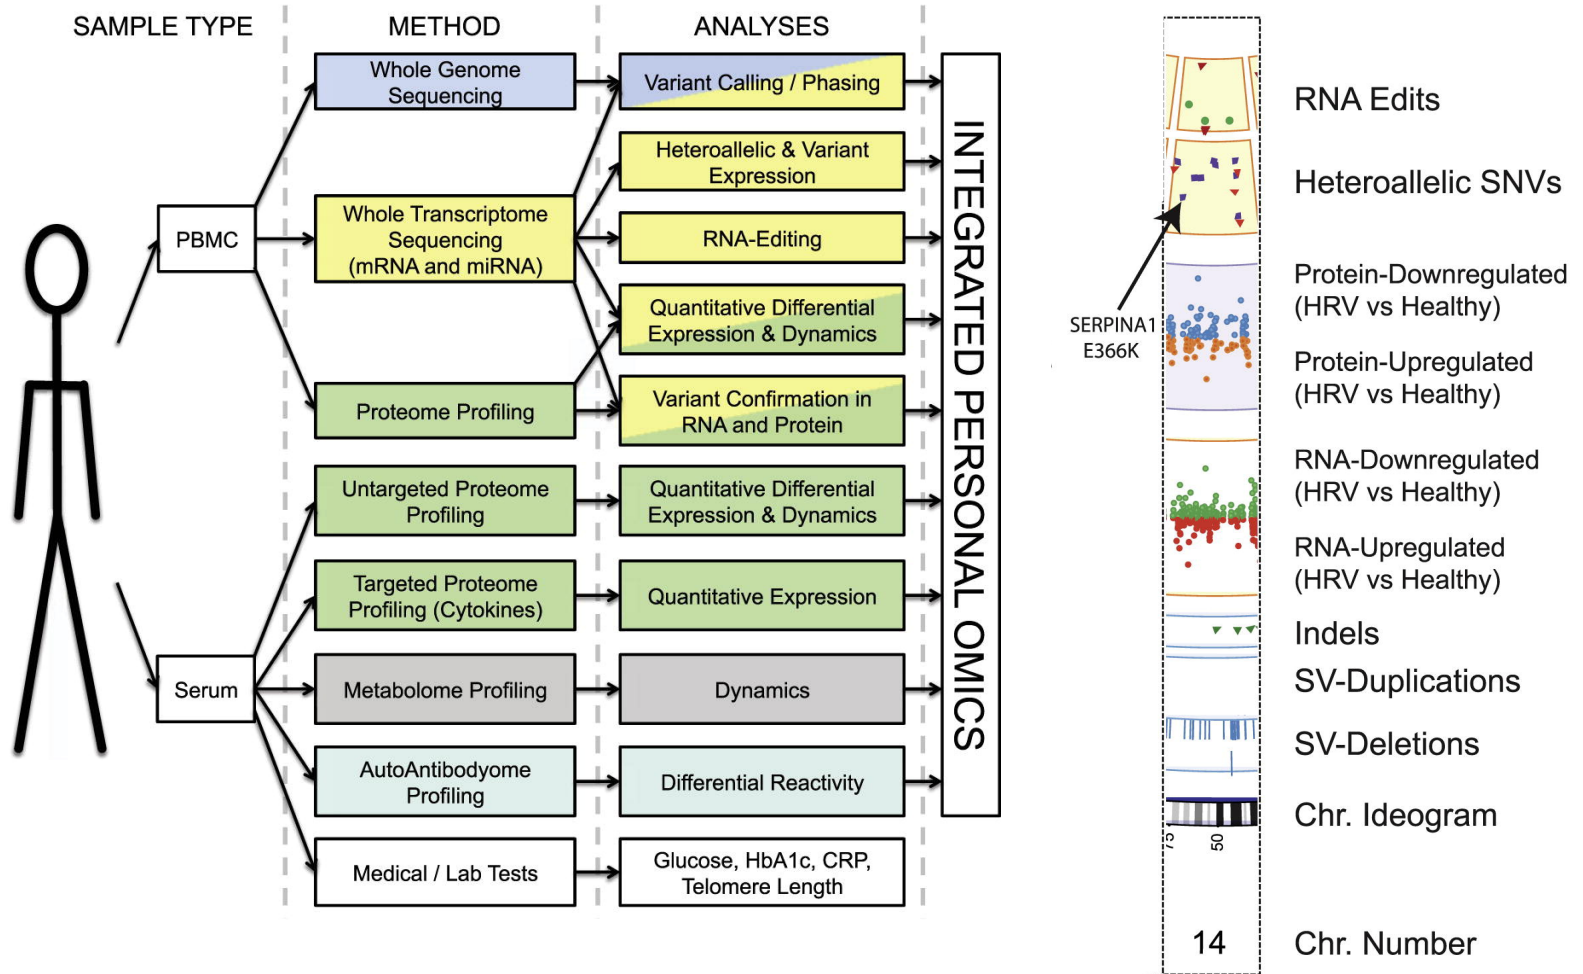 SAMPLE TYPE
METHOD
ANALYSES
PBMC
Serum
Whole Genome
Sequencing
Whole Transcriptome
Sequencing
(mRNA and miRNA)
Proteome Profiling
Untargeted Proteome
Profiling
Targeted Proteome
Profiling (Cytokines)
Metabolome Profiling
AutoAntibodyome
Profiling
Medical / Lab Tests
Variant Calling / Phasing
Heteroallelic & Variant
Expression
RNA-Editing
Quantitative Differential
Expression & Dynamics
Variant Confirmation in
RNA and Protein
Quantitative Differential
Expression & Dynamics
Quantitative Expression
Dynamics
Differential Reactivity
Glucose, HbA1c, CRP,
Telomere Length
INTEGRATED PERSONAL OMICS
SERPINA1
E366K
RNA Edits
Heteroallelic SNVs
Protein-Downregulated
(HRV vs Healthy)
Protein-Upregulated
(HRV vs Healthy)
RNA-Downregulated
(HRV vs Healthy)
RNA-Upregulated
(HRV vs Healthy)
Indels
SV-Duplications
SV-Deletions
Chr. Ideogram
75
50
14
Chr. Number